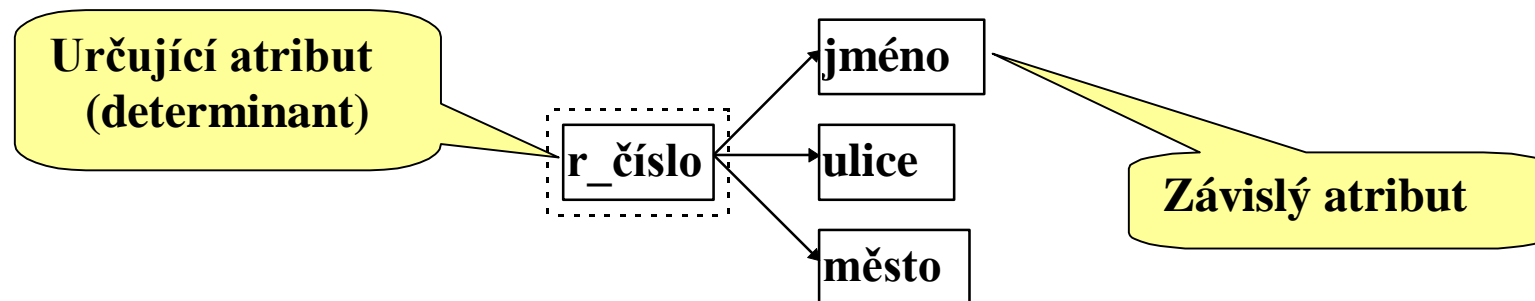 Určující atribut
(determinant)
jméno
r_číslo
ulice
Závislý atribut
město